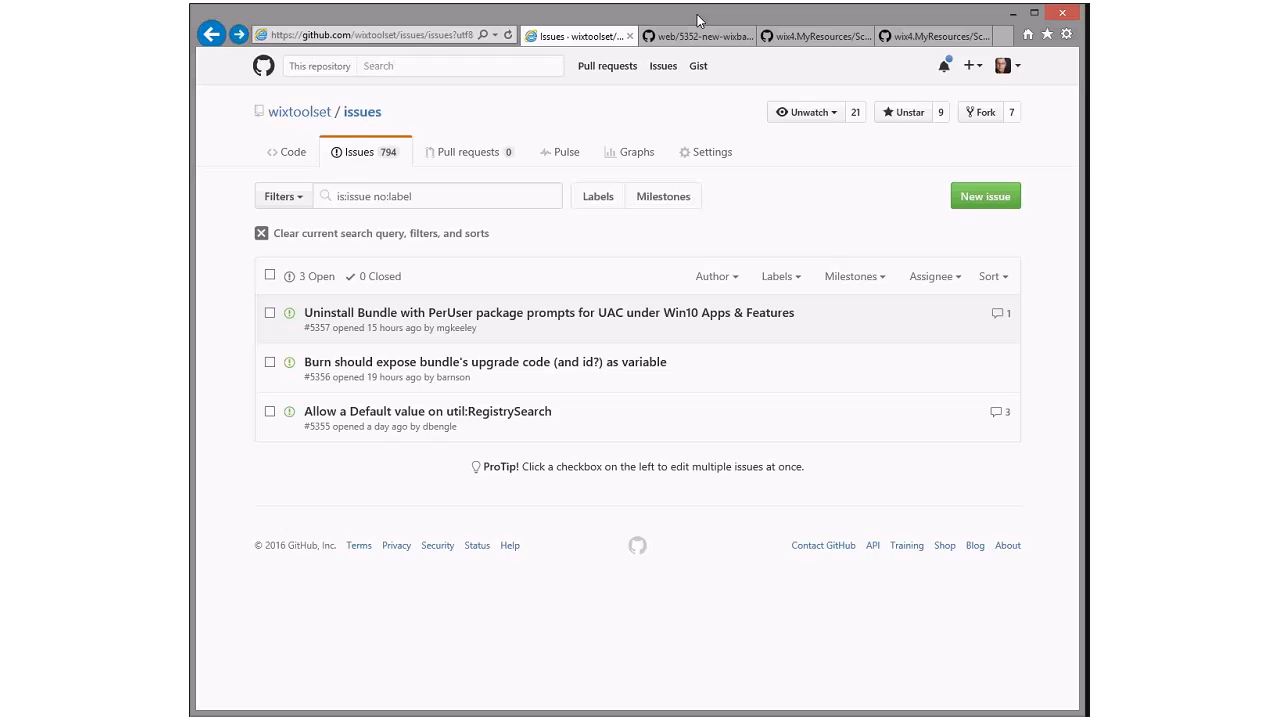 https://github.com/wixtoolset/issues/issues?utf8
Issues - wixtoolset/...
web/5352-new-wixba...
wix4.MyResources/Sc...
wix4.MyResources/Sc...
This repository
Search
Pull requests
Issues
Gist
wixtoolset / issues
Unwatch
21
Unstar
9
Fork
7
Code
Issues 794
Pull requests 0
Pulse
Graphs
Settings
Filters
is:issue no:label
Labels
Milestones
New issue
Clear current search query, filters, and sorts
3 Open
0 Closed
Author
Labels
Milestones
Assignee
Sort
Uninstall Bundle with PerUser package prompts for UAC under Win10 Apps & Features
1
#5357 opened 15 hours ago by mgkeeley
Burn should expose bundle's upgrade code (and id?) as variable
#5356 opened 19 hours ago by barnson
Allow a Default value on util:RegistrySearch
3
#5355 opened a day ago by dbengle
ProTip! Click a checkbox on the left to edit multiple issues at once.
© 2016 GitHub, Inc.
Terms
Privacy
Security
Status
Help
Contact GitHub
API
Training
Shop
Blog
About